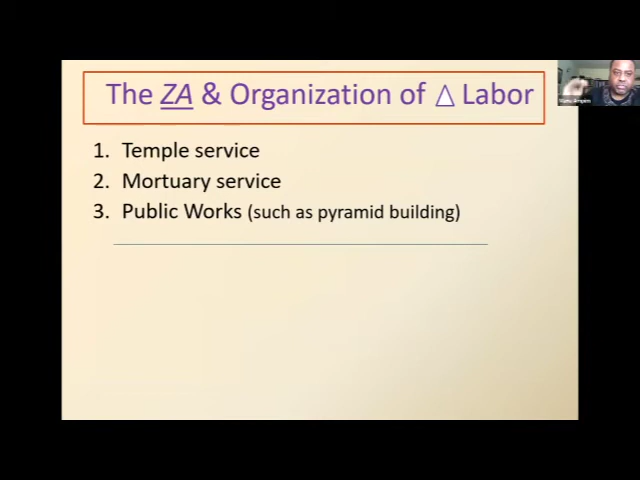 The ZA & Organization of △ Labor
1. Temple service
2. Mortuary service
3. Public Works (such as pyramid building)